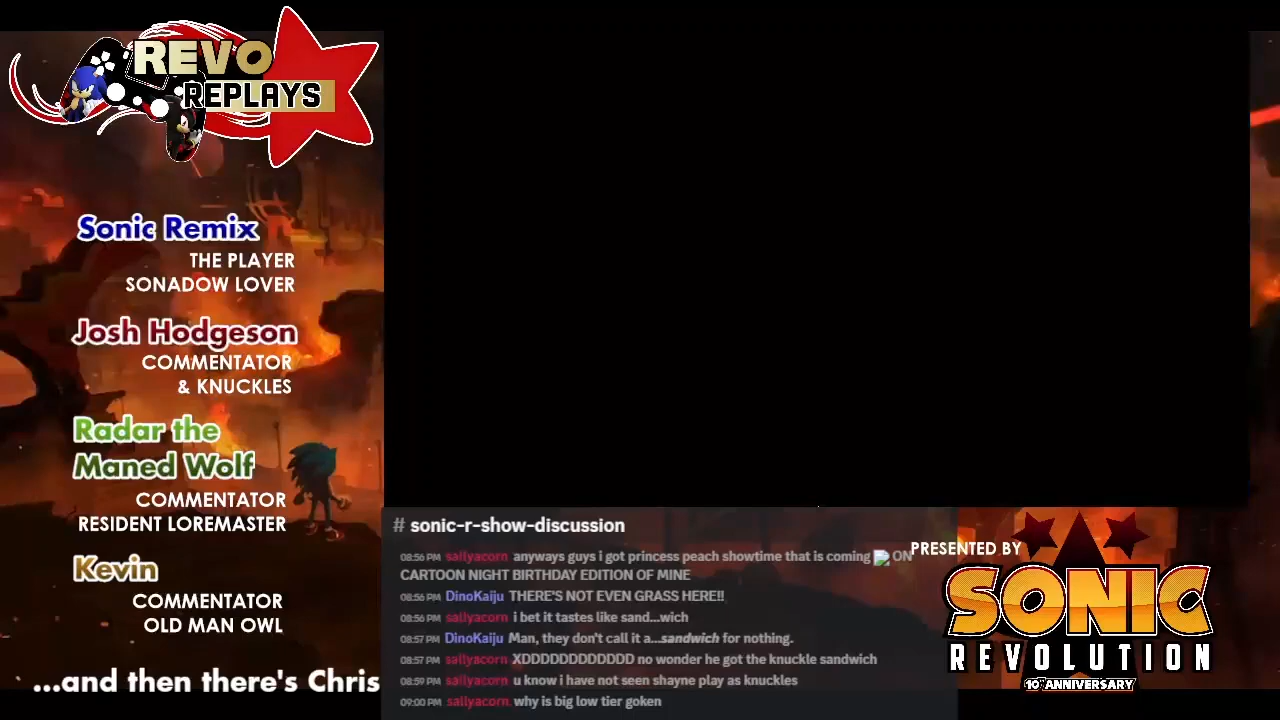 REVO
REPLAYS
Sonic Remix
THE PLAYER
SONADOW LOVER
Josh Hodgeson
COMMENTATOR
& KNUCKLES
Radar the
Maned Wolf
COMMENTATOR
RESIDENT LOREMASTER
Kevin
COMMENTATOR
OLD MAN OWL
...and then there's Chris
# sonic-r-show-discussion
08:56 PM sallyacorn anyways guys i got princess peach showtime that is coming ON
CARTOON NIGHT BIRTHDAY EDITION OF MINE
08:56 PM DinoKaiju THERE'S NOT EVEN GRASS HERE!!
08:56 PM sallyacorn i bet it tastes like sand...wich
08:57 PM DinoKaiju Man, they don't call it a...sandwich for nothing.
08:57 PM sallyacorn XDDDDDDDDDDDD no wonder he got the knuckle sandwich
08:59 PM sallyacorn u know i have not seen shayne play as knuckles
09:00 PM sallyacorn why is big low tier goken
PRESENTED BY
SONIC
REVOLUTION
10TH ANNIVERSARY